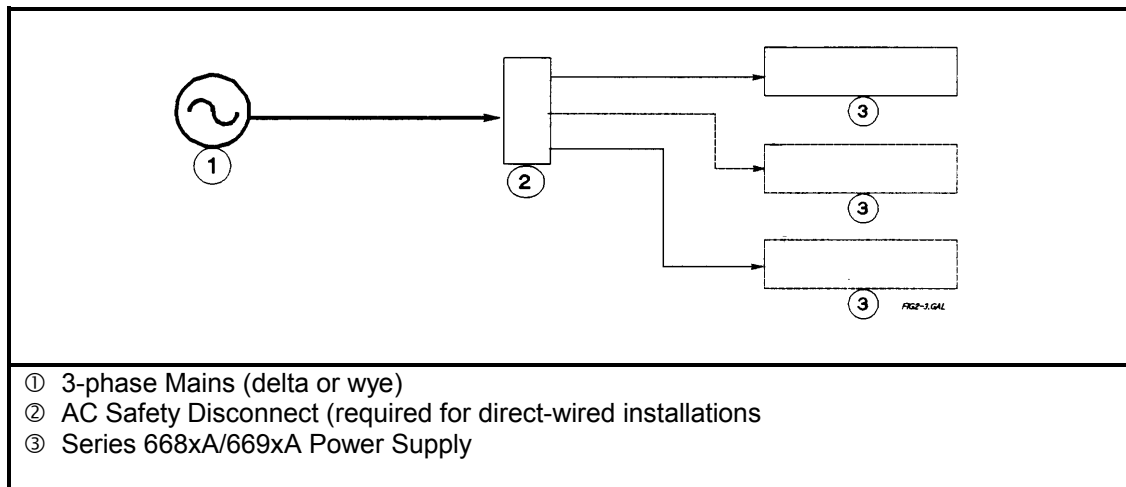 1
2
3
3
3
FIG2-3.GAL
① 3-phase Mains (delta or wye)
② AC Safety Disconnect (required for direct-wired installations
③ Series 668xA/669xA Power Supply